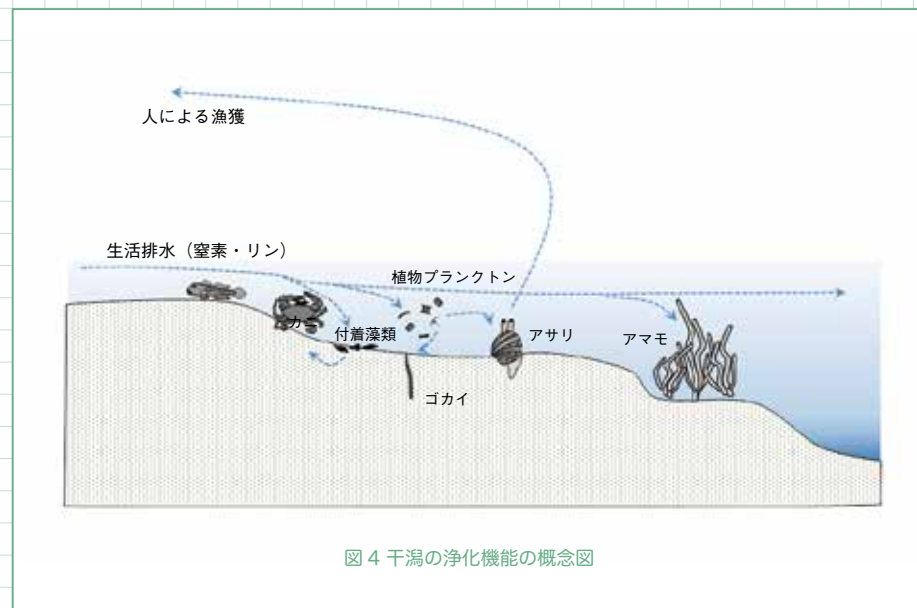 人による漁獲
生活排水（窒素・リン）
植物プランクトン
カニ
付着藻類
アサリ
アマモ
ゴカイ
図 4 干潟の浄化機能の概念図